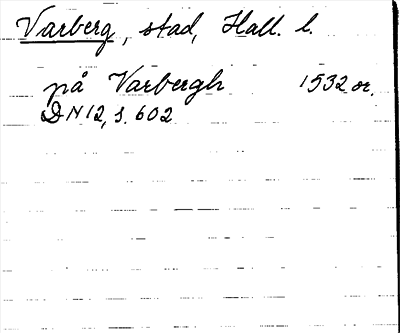 Varberg, stad, Hall. l.
på Varbergh 1532 or.
DN 12, s. 602